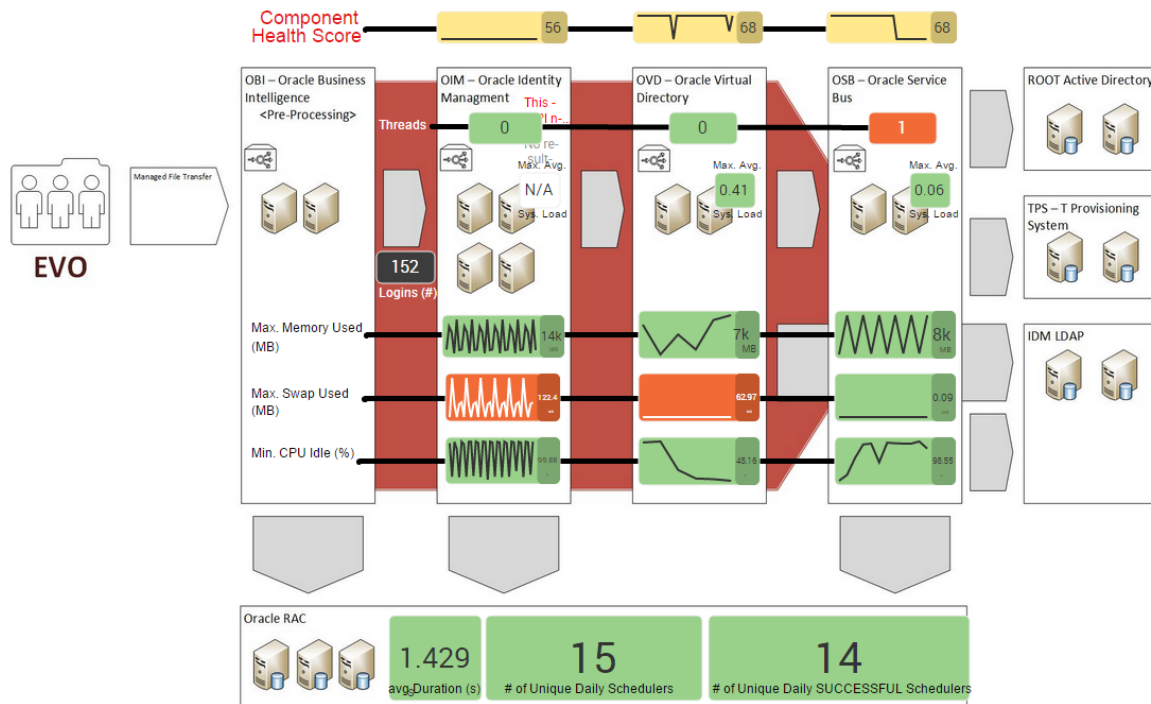 Component
Health Score
56
68
68
OBI – Oracle Business
Intelligence
<Pre-Processing>
OIM – Oracle Identity
Managment
This -
No re-
sult-
OVD – Oracle Virtual
Directory
OSB – Oracle Service
Bus
ROOT Active Directory
Threads
0
0
1
Max. Avg.
N/A
Sys. Load
Max. Avg.
0.41
Sys. Load
Max. Avg.
0.06
Sys. Load
Managed File Transfer
EVO
TPS – T Provisioning
System
152
Logins (#)
IDM LDAP
Max. Memory Used
(MB)
14k
MB
7k
MB
8k
MB
Max. Swap Used
(MB)
122.4
62.97
0.09
Min. CPU Idle (%)
99.88
45.16
98.55
Oracle RAC
1.429
avg Duration (s)
15
# of Unique Daily Schedulers
14
# of Unique Daily SUCCESSFUL Schedulers